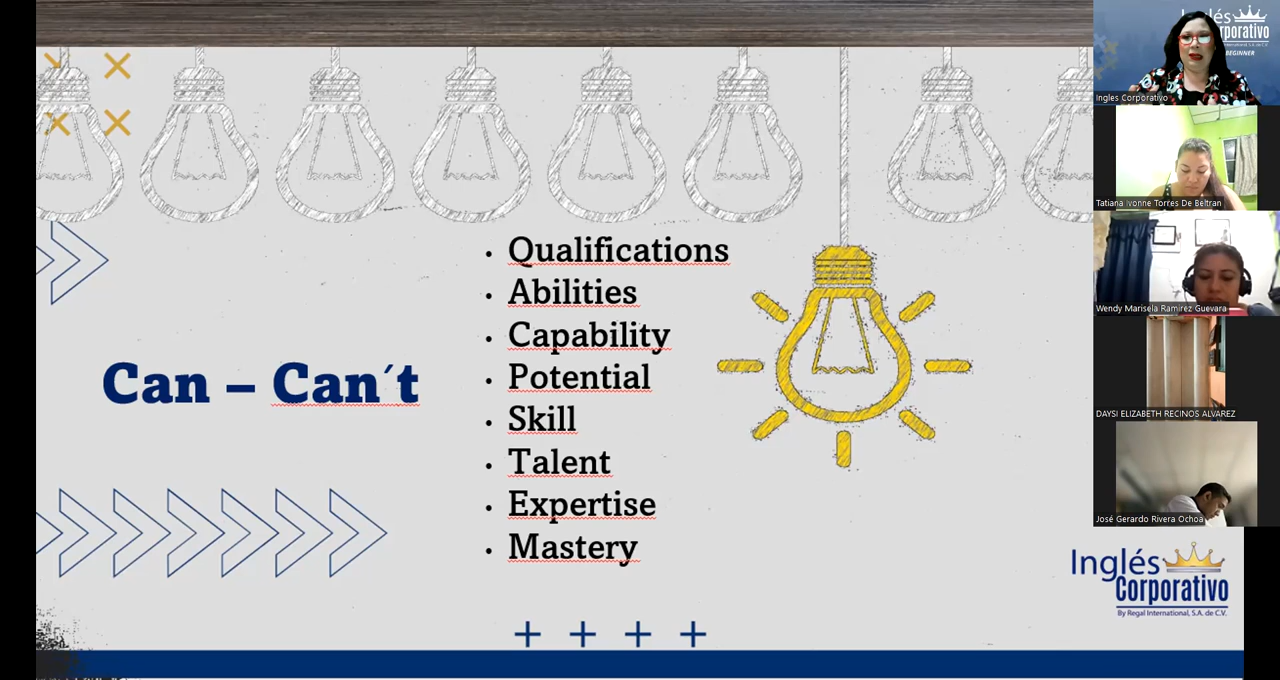 Can – Can´t
• Qualifications
• Abilities
• Capability
• Potential
• Skill
• Talent
• Expertise
• Mastery
Inglés
Corporativo
By Regal International, S.A. de C.V.
BEGINNER
Ingles Corporativo
Tatiana Ivonne Torres De Beltran
Wendy Marisela Ramirez Guevara
DAYSI ELIZABETH RECINOS ALVAREZ
José Gerardo Rivera Ochoa